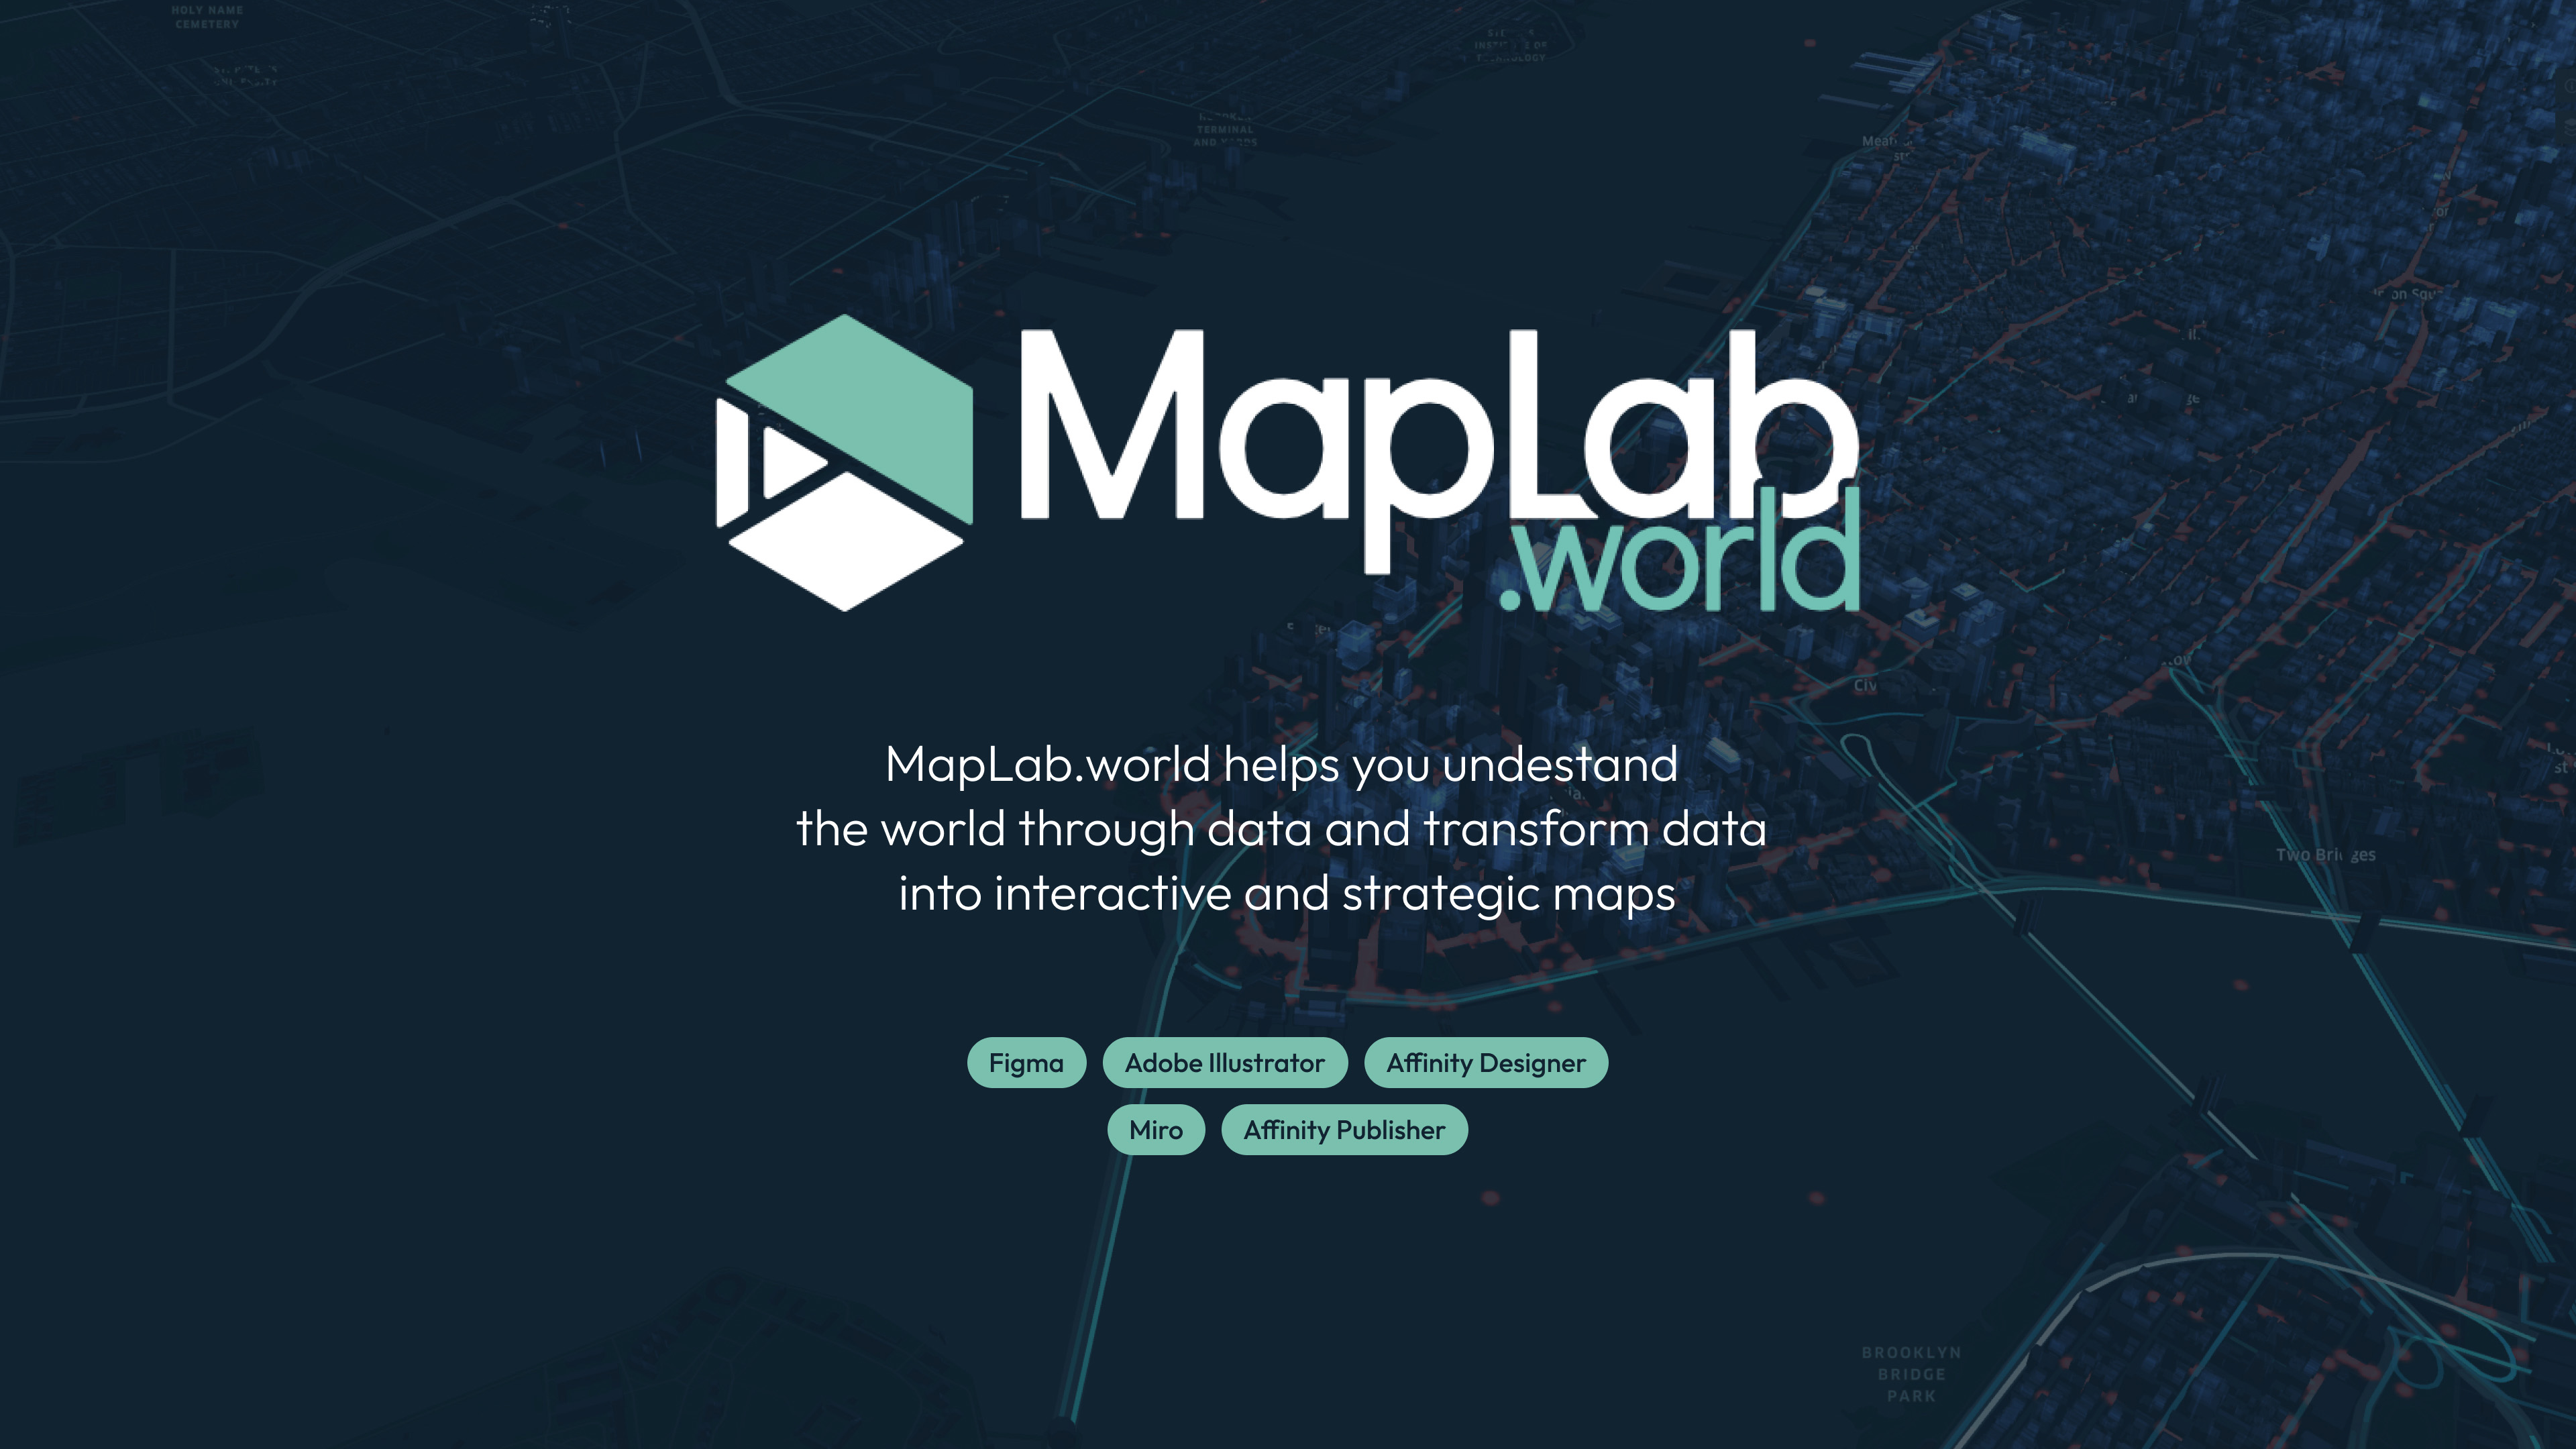 HOLY NAME
CEMETERY
TERMINAL
MapLab
.world
MapLab.world helps you undestand
the world through data and transform data
into interactive and strategic maps
Two
Figma
Adobe Illustrator
Affinity Designer
Miro
Affinity Publisher
BROOKLYN
BRIDGE
PARK